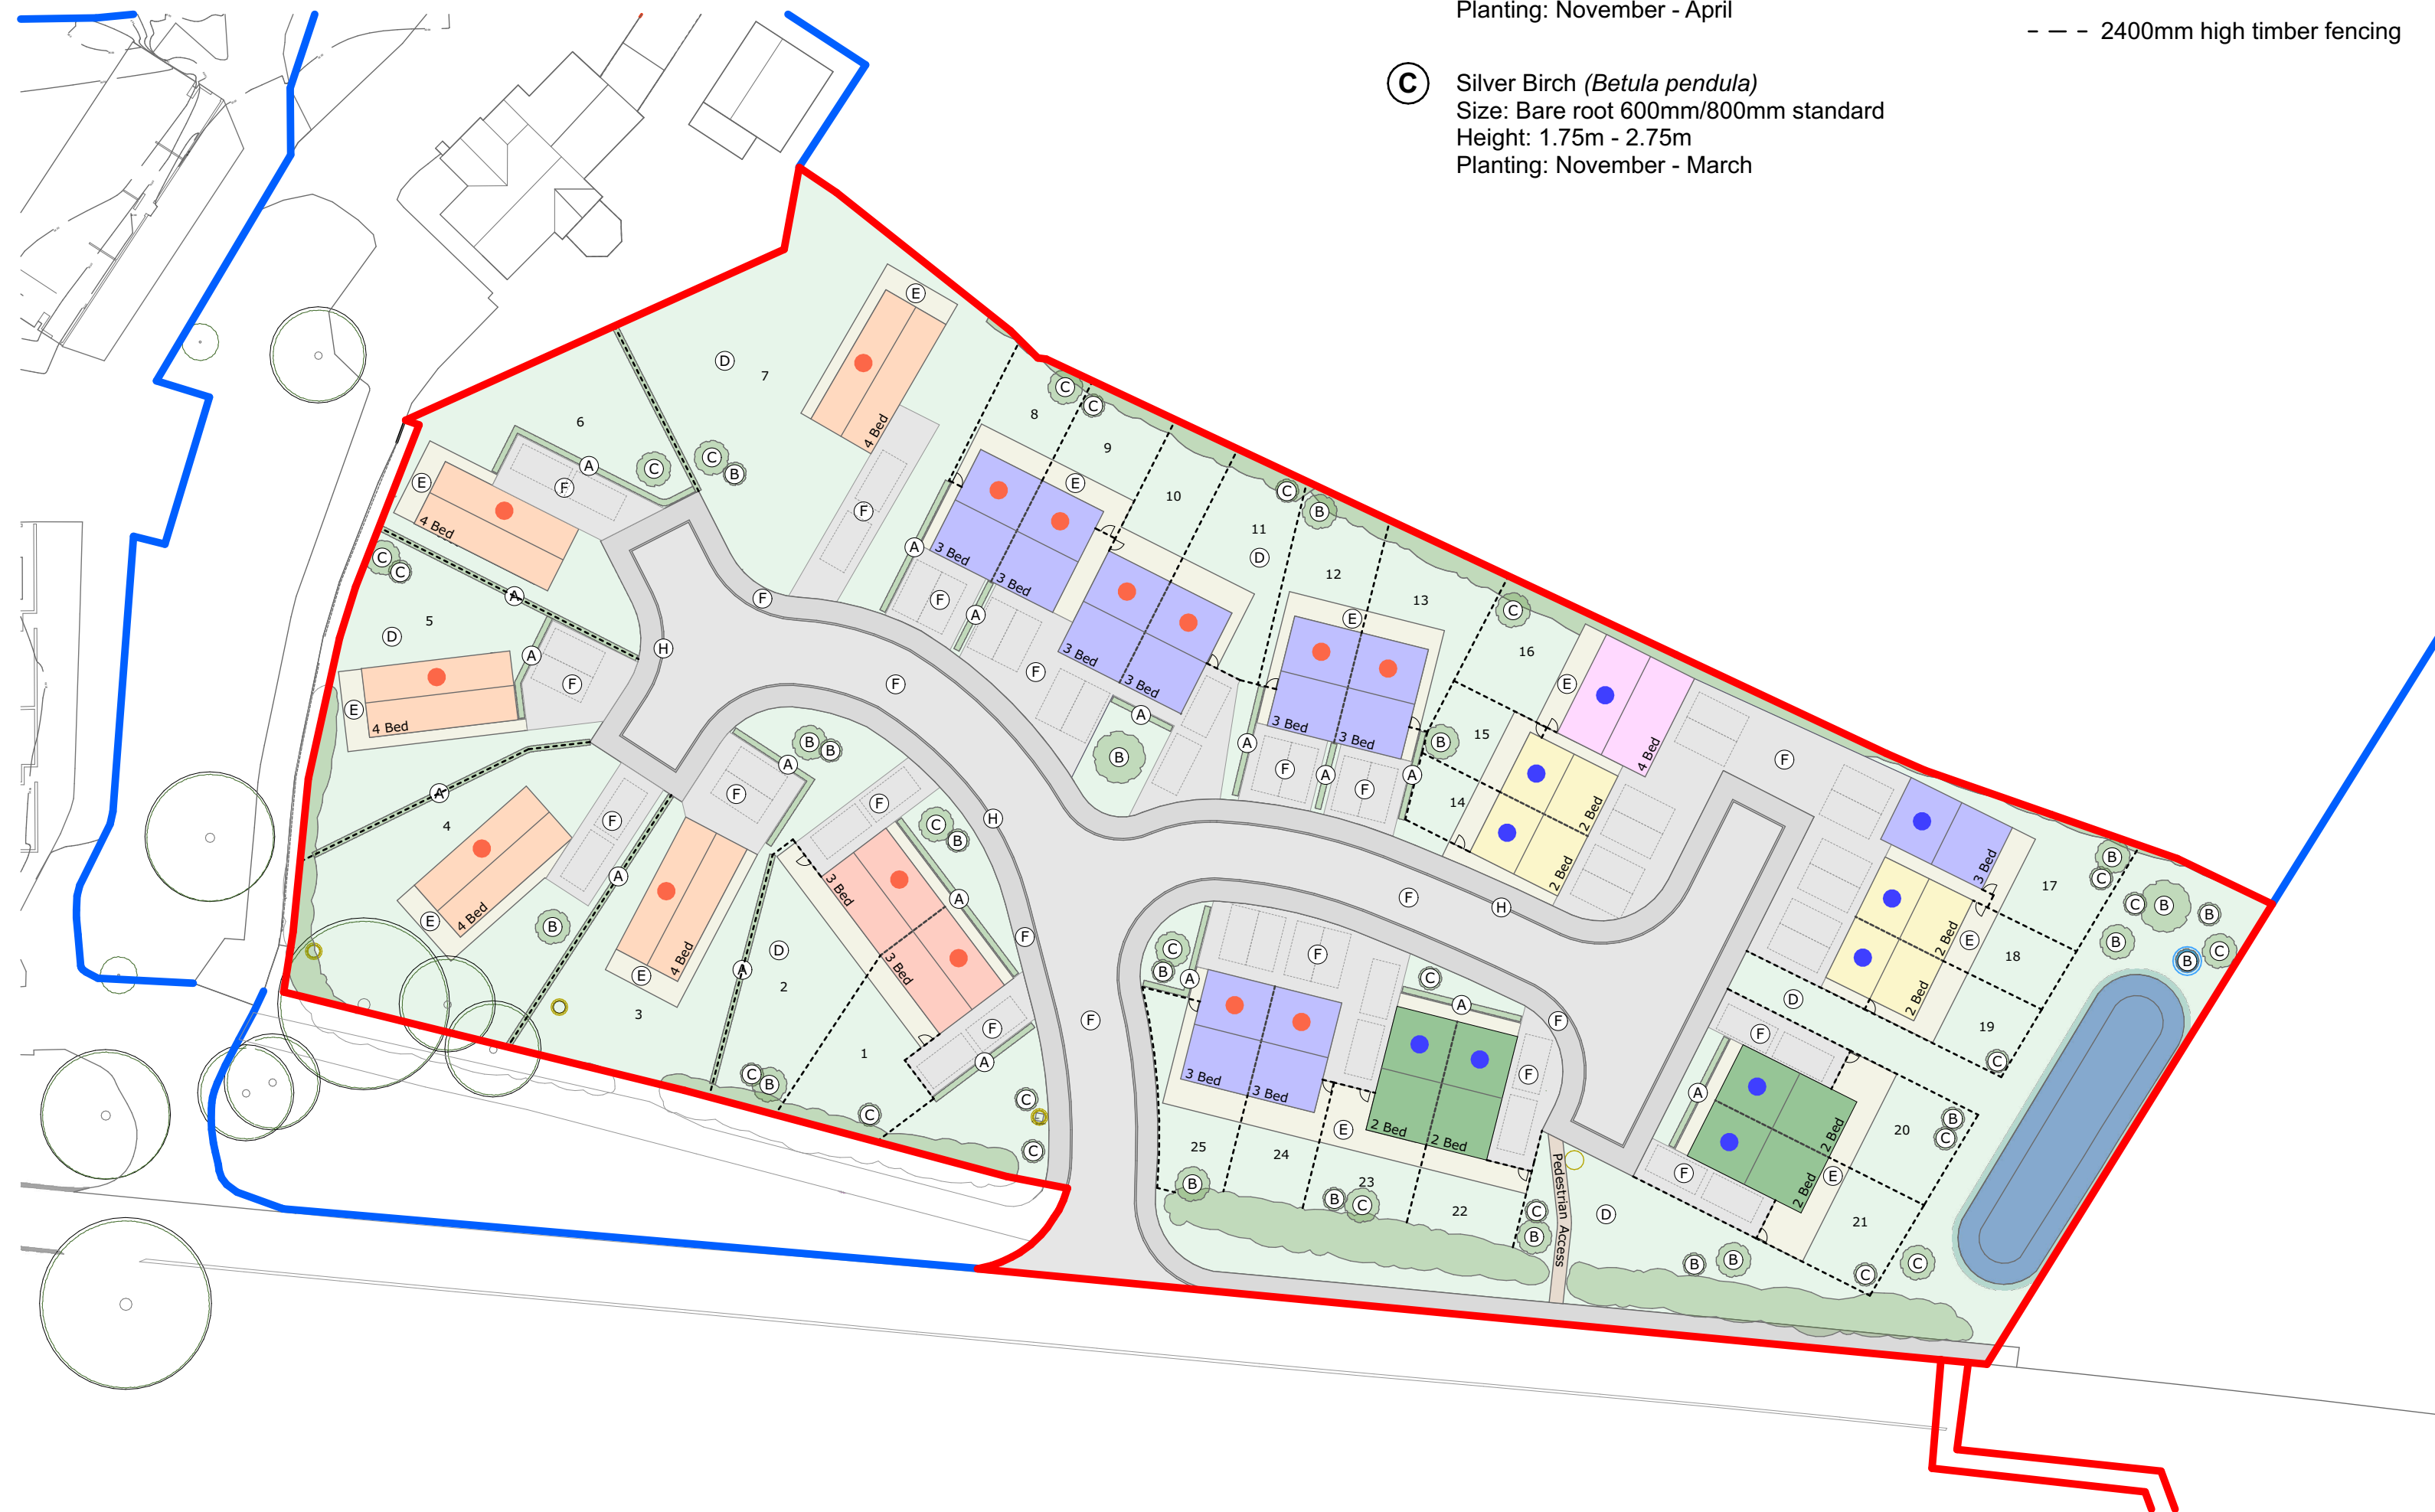 Planting: November - April
2400mm high timber fencing
C
Silver Birch (Betula pendula)
Size: Bare root 600mm/800mm standard
Height: 1.75m - 2.75m
Planting: November - March
E
D
7
4 Bed
F
6
A
F
C
C
B
E
4 Bed
C
C
A
5
D
A
F
E
4 Bed
H
F
F
8
C
C
9
E
10
11
D
C
B
12
13
A
3 Bed
3 Bed
F
A
F
3 Bed
3 Bed
A
B
E
3 Bed
3 Bed
A
F
A
F
A
B
C
16
E
15
14
4 Bed
2 Bed
2 Bed
F
3 Bed
17
B
C
C
B
B
B
B
C
2 Bed
E
18
2 Bed
19
C
A
4
F
E
4 Bed
B
A
F
A
B
B
4 Bed
E
F
3 Bed
C
B
A
3 Bed
H
F
D
A
2
3
1
F
A
C
B
C
C
C
F
F
H
C
B
A
F
C
A
F
3 Bed
3 Bed
2 Bed
2 Bed
F
E
25
24
23
22
B
B
C
C
B
Pedestrian Access
D
D
F
A
2 Bed
2 Bed
F
E
20
B
C
21
B
B
C
C